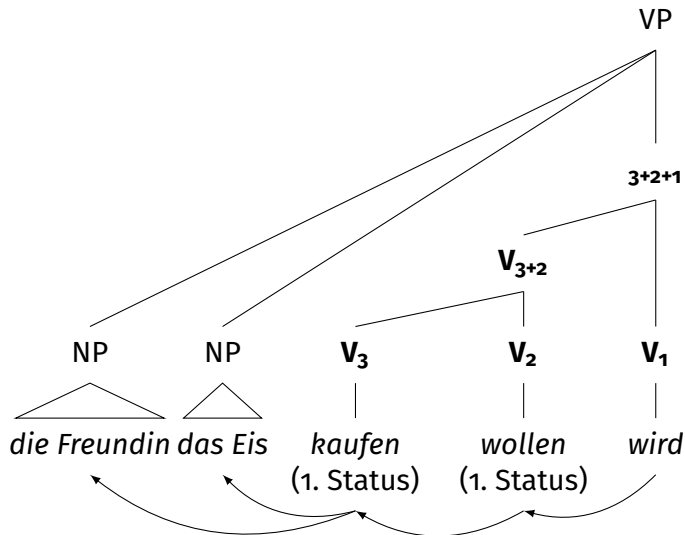 VP
3+2+1
V3+2
NP NP V3 V2 V1
die Freundin das Eis kaufen wollen wird
(1. Status) (1. Status)